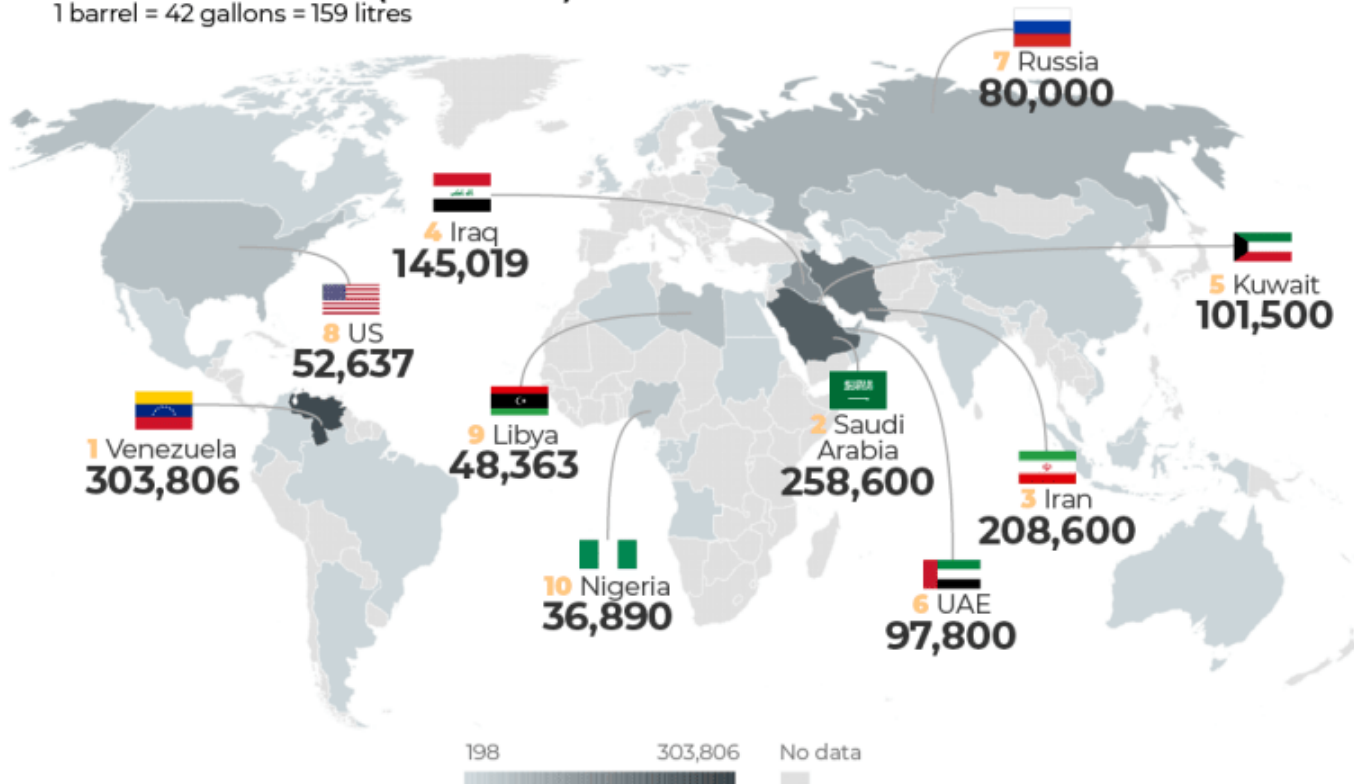 1 barrel = 42 gallons = 159 litres
7 Russia
80,000
4 Iraq
145,019
5 Kuwait
101,500
8 US
52,637
1 Venezuela
303,806
9 Libya
48,363
2 Saudi
Arabia
258,600
3 Iran
208,600
10 Nigeria
36,890
6 UAE
97,800
198 303,806 No data